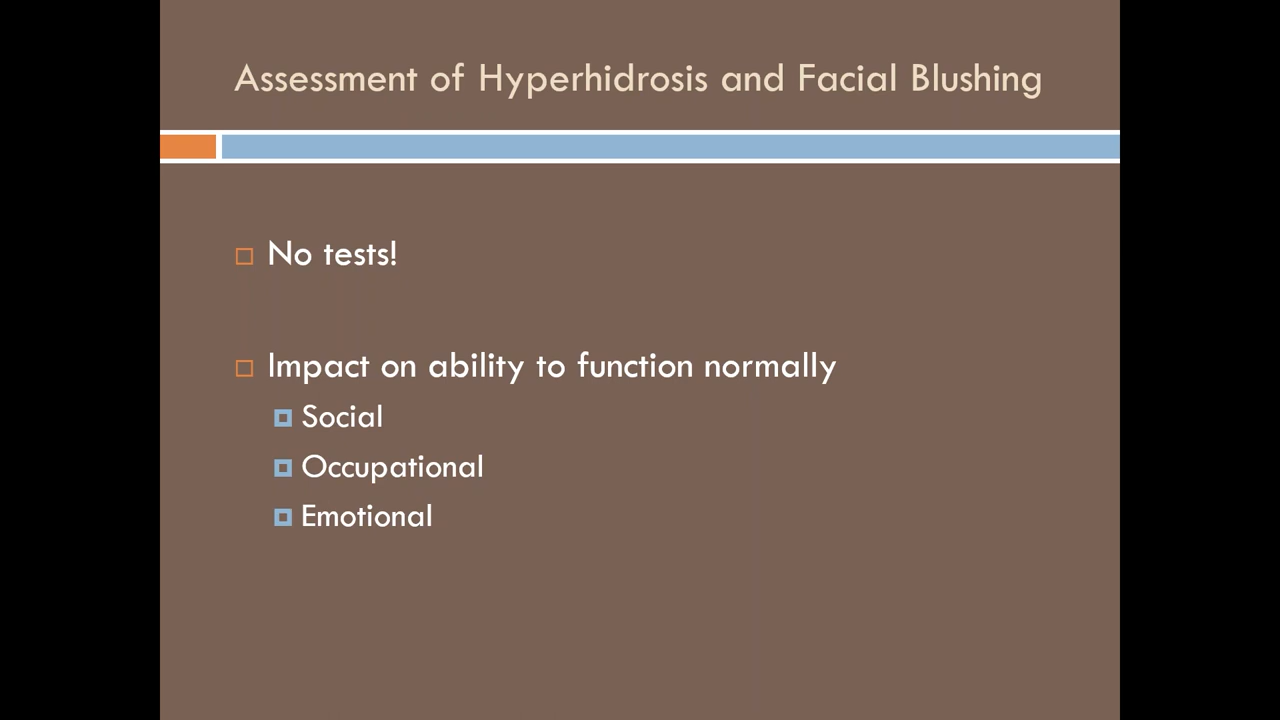 Assessment of Hyperhidrosis and Facial Blushing
No tests!
Impact on ability to function normally
Social
Occupational
Emotional